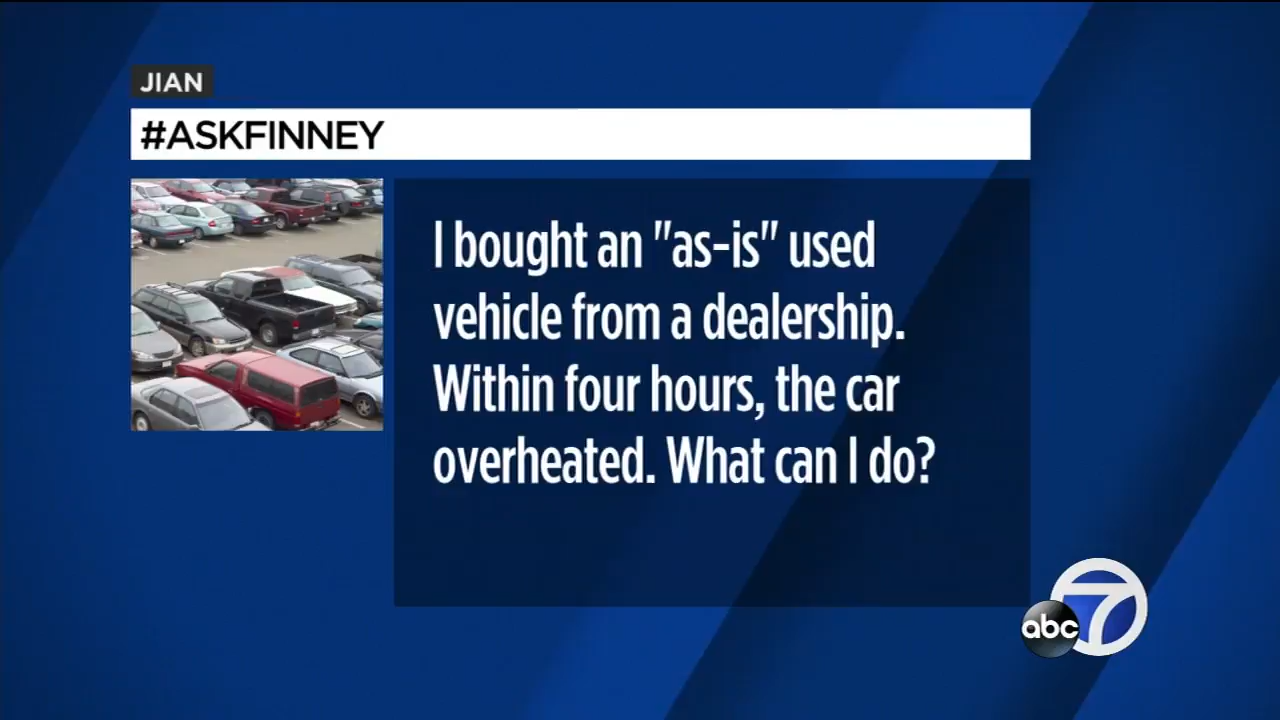 JIAN
#ASKFINNEY
I bought an "as-is" used
vehicle from a dealership.
Within four hours, the car
overheated. What can I do?
abc 7